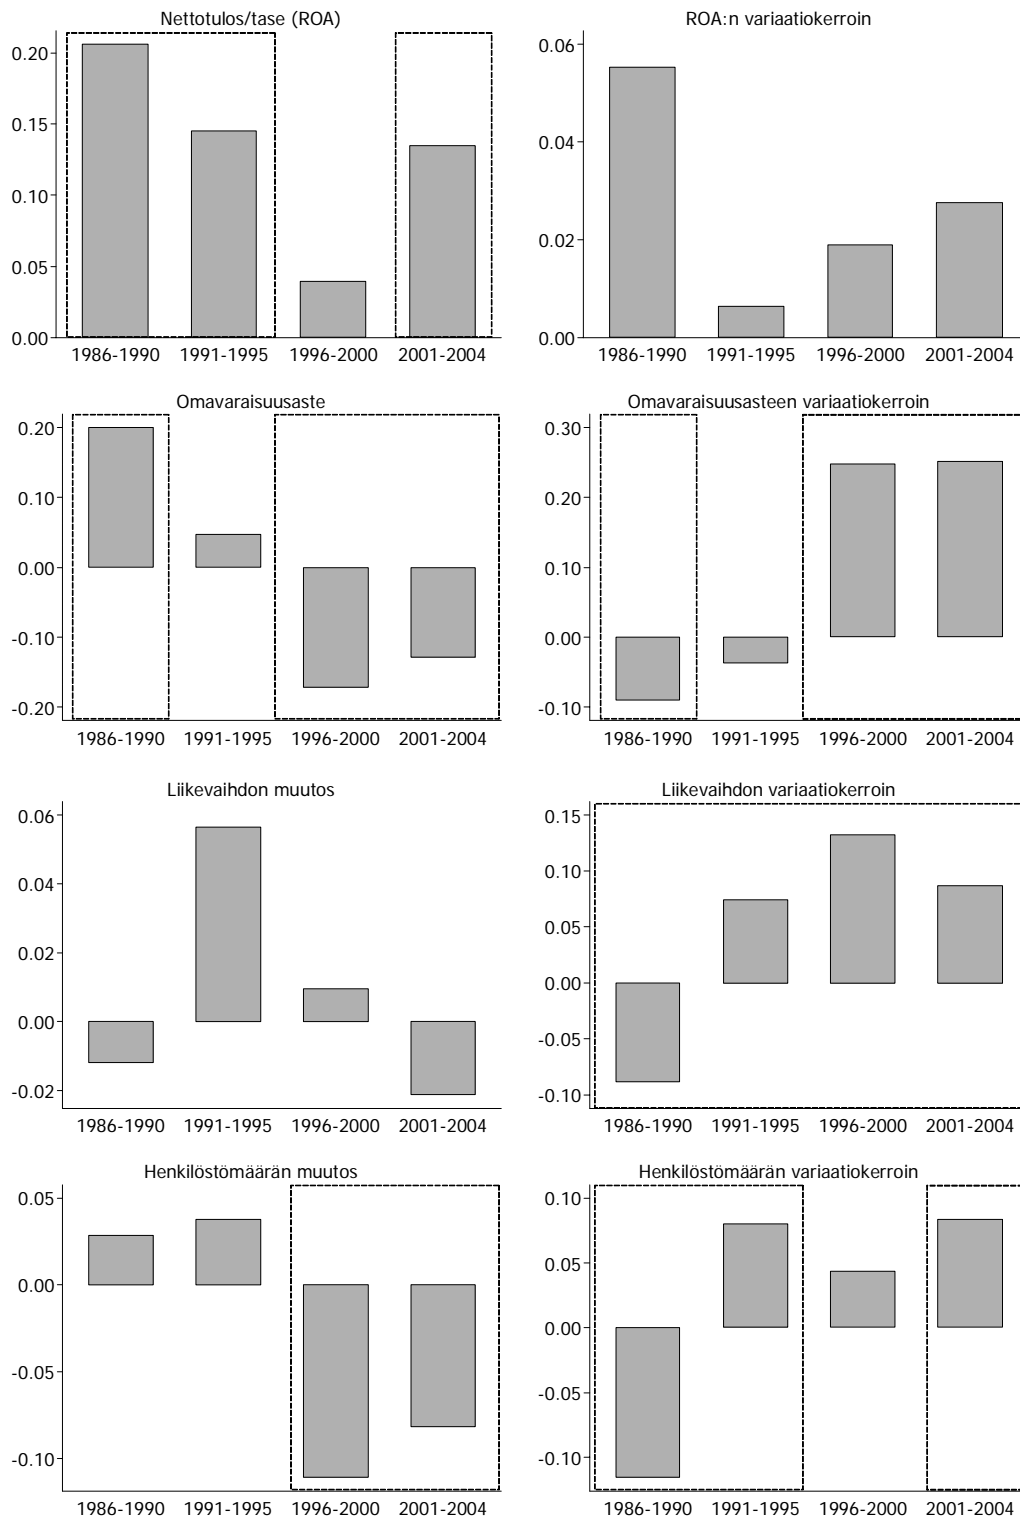 Nettotulos/tase (ROA)
0.20
0.15
0.10
0.05
0.00
1986-1990 1991-1995 1996-2000 2001-2004
ROA:n variaatiokerroin
0.06
0.04
0.02
0.00
1986-1990 1991-1995 1996-2000 2001-2004
Omavaraisuusaste
0.20
0.10
0.00
-0.10
-0.20
1986-1990 1991-1995 1996-2000 2001-2004
Omavaraisuusasteen variaatiokerroin
0.30
0.20
0.10
0.00
-0.10
1986-1990 1991-1995 1996-2000 2001-2004
Liikevaihdon muutos
0.06
0.04
0.02
0.00
-0.02
1986-1990 1991-1995 1996-2000 2001-2004
Liikevaihdon variaatiokerroin
0.15
0.10
0.05
0.00
-0.05
-0.10
1986-1990 1991-1995 1996-2000 2001-2004
Henkilöstömäärän muutos
0.05
0.00
-0.05
-0.10
1986-1990 1991-1995 1996-2000 2001-2004
Henkilöstömäärän variaatiokerroin
0.10
0.05
0.00
-0.05
-0.10
1986-1990 1991-1995 1996-2000 2001-2004